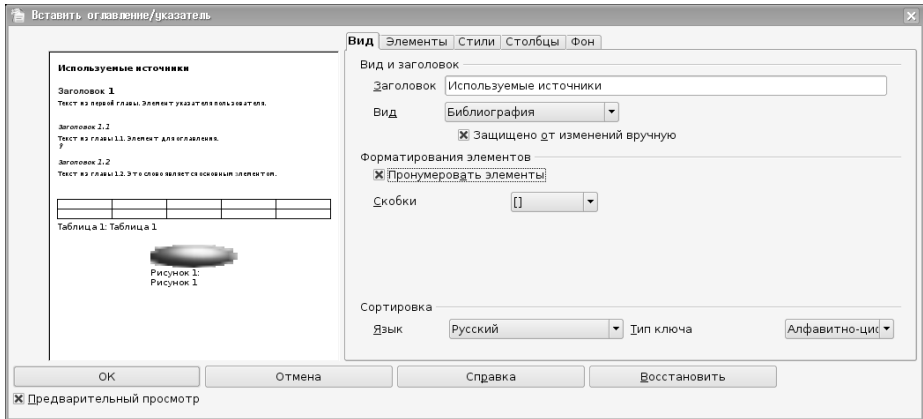 Вставить оглавление/указатель
Используемые источники
Заголовок 1
Текст из первой главы. Элемент указателя пользователя.
Заголовок 1.1
Текст из главы 1.1. Элемент для оглавления.
Заголовок 1.2
Текст из главы 1.2. Это слово является основным элементом.
Таблица 1: Таблица 1
Рисунок 1:
Рисунок 1
Вид Элементы Стили Столбцы Фон
Вид и заголовок
Заголовок Используемые источники
Вид Библиография
Защищено от изменений вручную
Форматирования элементов
Пронумеровать элементы
Скобки []
Сортировка
Язык Русский Тип ключа Алфавитно-циф
OK Отмена Справка Восстановить
Предварительный просмотр